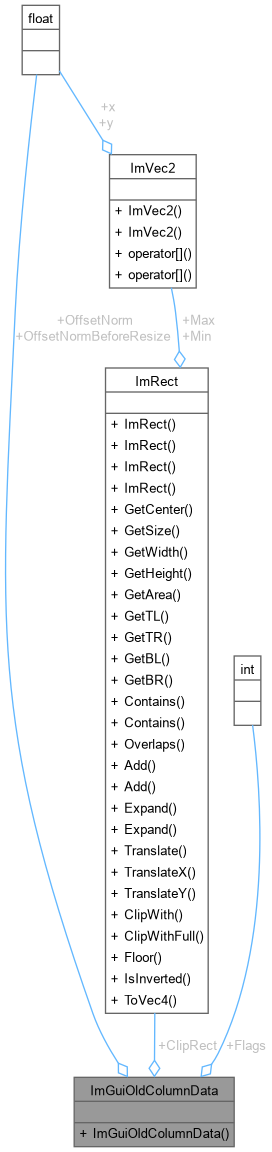 float
+x
+y
ImVec2
+ ImVec2()
+ ImVec2()
+ operator[]()
+ operator[]()
+OffsetNorm
+OffsetNormBeforeResize
+Max
+Min
ImRect
+ ImRect()
+ ImRect()
+ ImRect()
+ ImRect()
+ GetCenter()
+ GetSize()
+ GetWidth()
+ GetHeight()
+ GetArea()
+ GetTL()
+ GetTR()
+ GetBL()
+ GetBR()
+ Contains()
+ Contains()
+ Overlaps()
+ Add()
+ Add()
+ Expand()
+ Expand()
+ Translate()
+ TranslateX()
+ TranslateY()
+ ClipWith()
+ ClipWithFull()
+ Floor()
+ IsInverted()
+ ToVec4()
int
+ClipRect
+Flags
ImGuiOldColumnData
+ ImGuiOldColumnData()